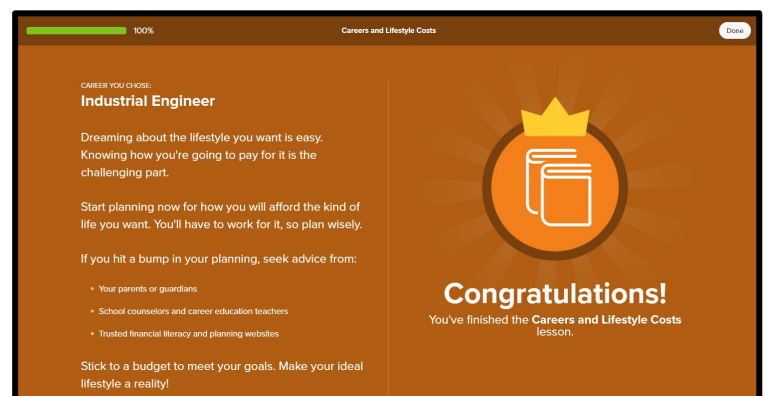 100%
Careers and Lifestyle Costs
Done
CAREER YOU CHOSE:
Industrial Engineer
Dreaming about the lifestyle you want is easy.
Knowing how you're going to pay for it is the
challenging part.
Start planning now for how you will afford the kind of
life you want. You'll have to work for it, so plan wisely.
If you hit a bump in your planning, seek advice from:
• Your parents or guardians
• School counselors and career education teachers
• Trusted financial literacy and planning websites
Stick to a budget to meet your goals. Make your ideal
lifestyle a reality!
Congratulations!
You've finished the Careers and Lifestyle Costs
lesson.